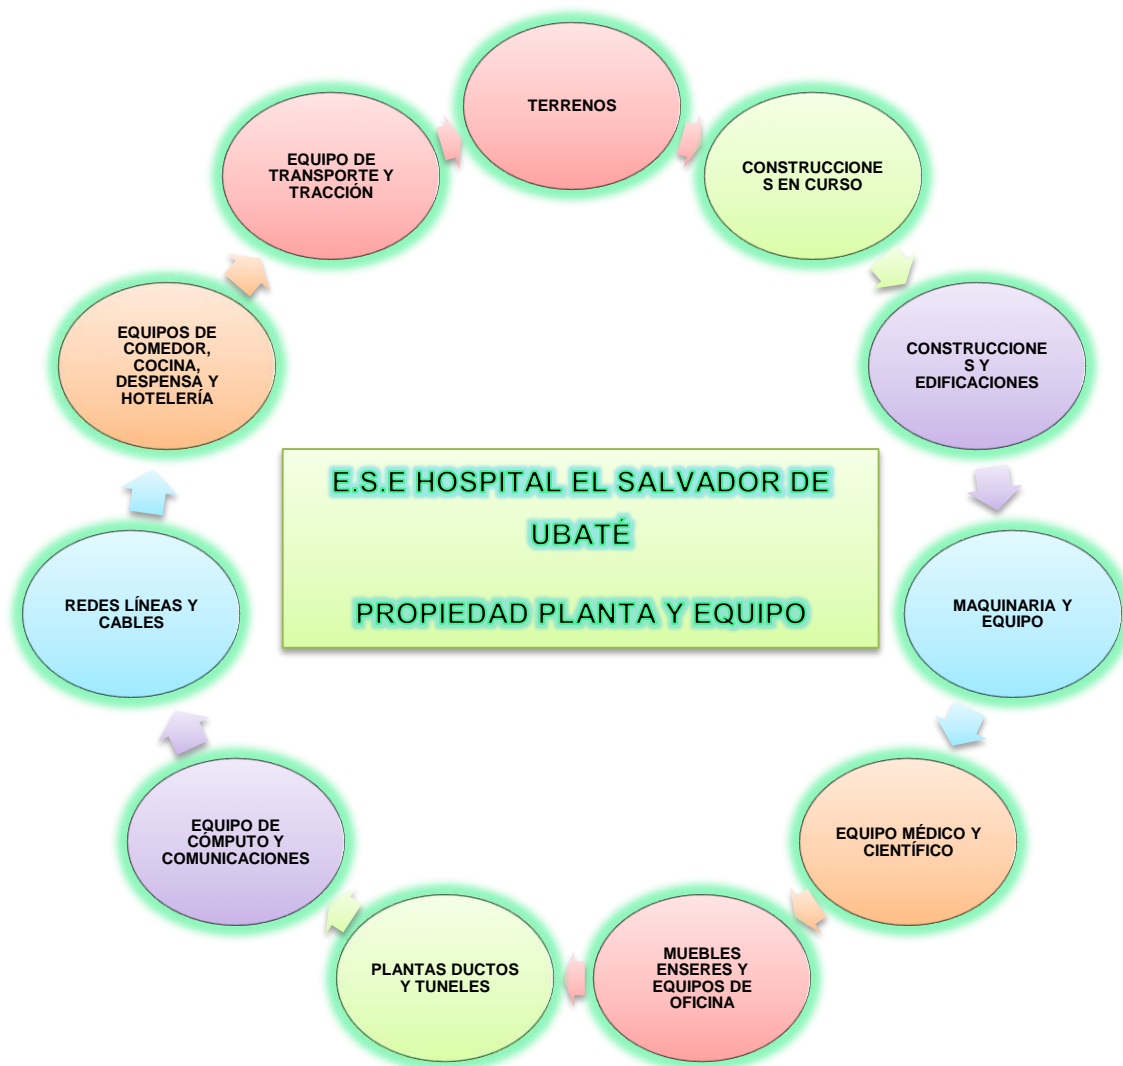 TERRENOS
CONSTRUCCIONE
S EN CURSO
CONSTRUCCIONE
S Y
EDIFICACIONES
MAQUINARIA Y
EQUIPO
EQUIPO MÉDICO Y
CIENTÍFICO
MUEBLES
ENSERES Y
EQUIPOS DE
OFICINA
PLANTAS DUCTOS
Y TUNELES
EQUIPO DE
CÓMPUTO Y
COMUNICACIONES
REDES LÍNEAS Y
CABLES
EQUIPOS DE
COMEDOR,
COCINA,
DESPENSA Y
HOTELERÍA
EQUIPO DE
TRANSPORTE Y
TRACCIÓN
E.S.E HOSPITAL EL SALVADOR DE
UBATÉ
PROPIEDAD PLANTA Y EQUIPO